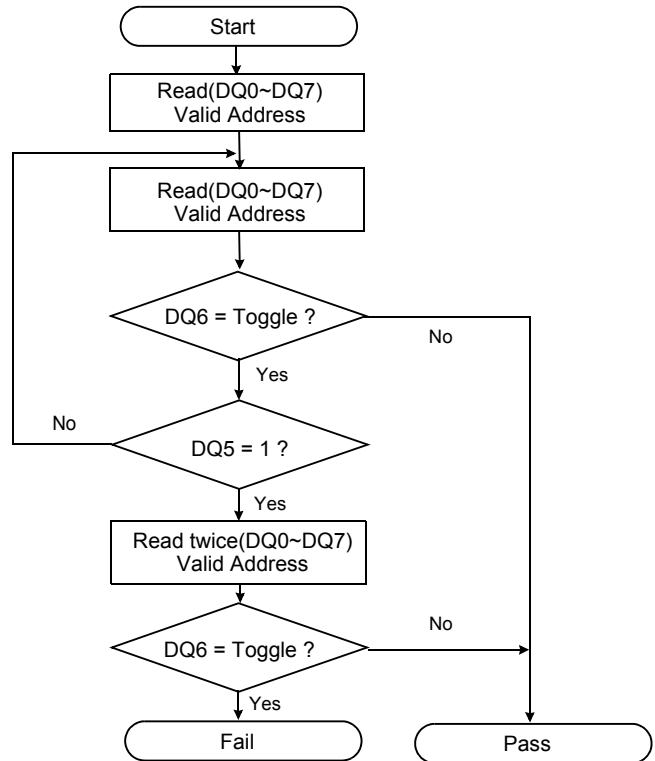 Start
Read(DQ0~DQ7)
Valid Address
Read(DQ0~DQ7)
Valid Address
DQ6 = Toggle ?
No
Yes
No
DQ5 = 1 ?
Yes
Read twice(DQ0~DQ7)
Valid Address
DQ6 = Toggle ?
No
Yes
Fail
Pass